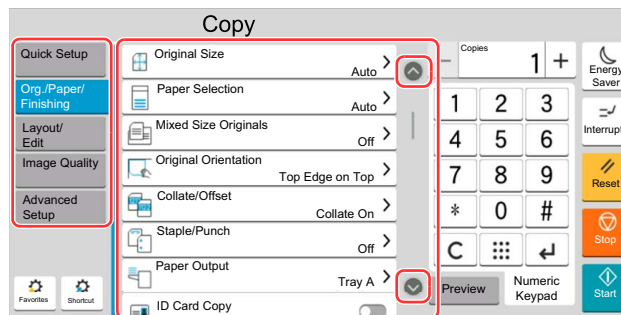 Copy
Quick Setup
Org./Paper/
Finishing
Layout/
Edit
Image Quality
Advanced
Setup
Favorites
Shortcut
Original Size
Auto
Paper Selection
Auto
Mixed Size Originals
Off
Original Orientation
Top Edge on Top
Collate/Offset
Collate On
Staple/Punch
Off
Paper Output
Tray A
ID Card Copy
Copies
− 1 +
1 2 3
4 5 6
7 8 9
* 0 #
C
Preview
Numeric
Keypad
Energy
Saver
Interrupt
Reset
Stop
Start